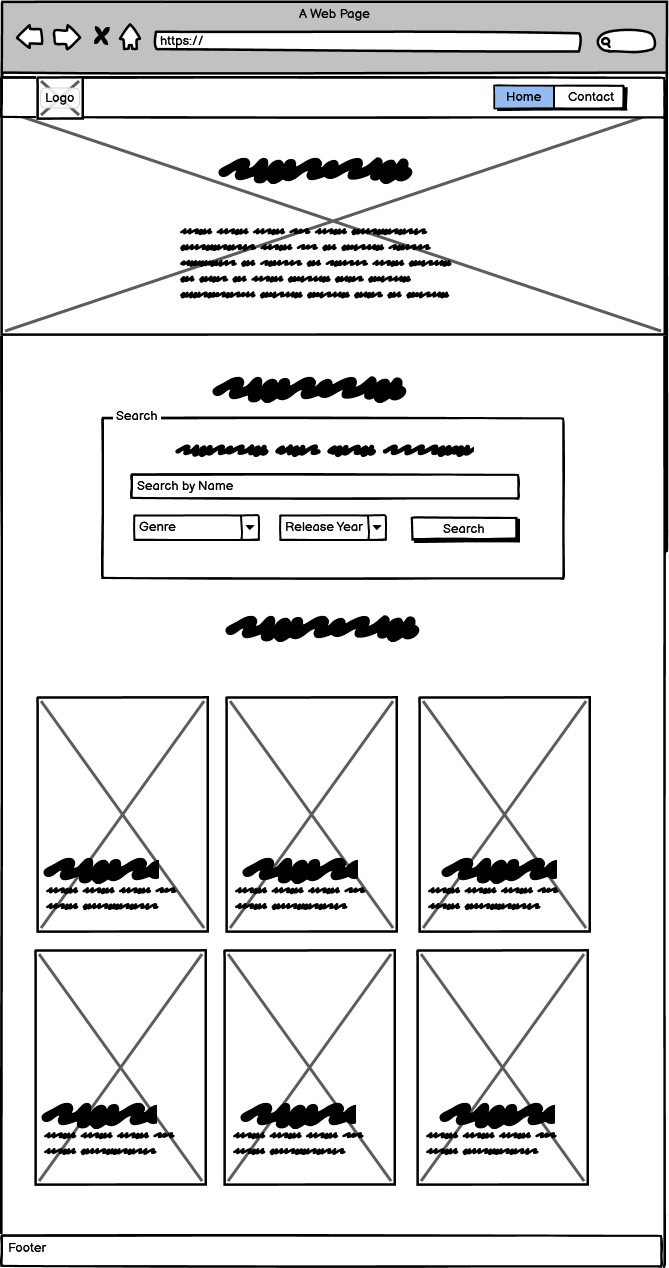 A Web Page
https://
Logo
Home
Contact
Search
Search by Name
Genre
Release Year
Search
Footer